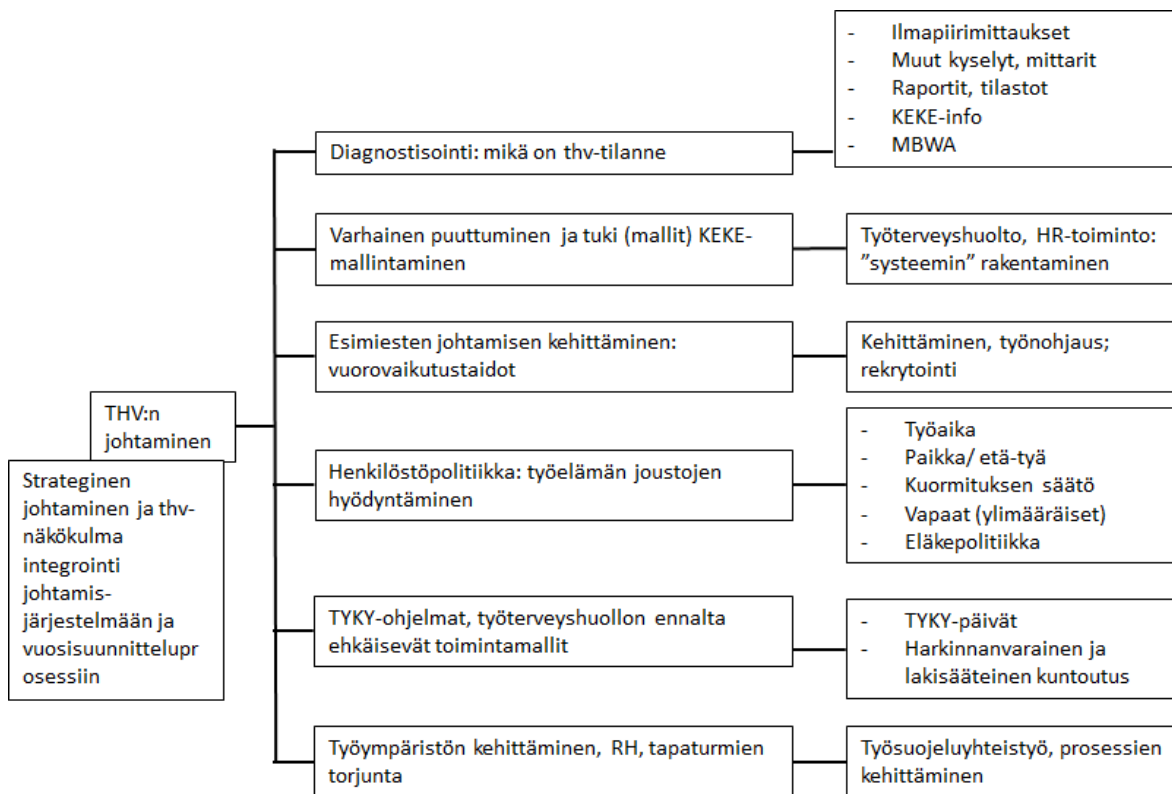 - Ilmapiirimittaukset
- Muut kyselyt, mittarit
- Raportit, tilastot
- KEKE-info
- MBWA
Diagnostisointi: mikä on thv-tilanne
Varhainen puuttuminen ja tuki (mallit) KEKE-
mallintaminen
Työterveyshuolto, HR-toiminto:
”systeemin” rakentaminen
Esimiesten johtamisen kehittäminen:
vuorovaikutustaidot
Kehittäminen, työnohjaus;
rekrytointi
THV:n
johtaminen
Strateginen
johtaminen ja thv-
näkökulma
integrointi
johtamis-
järjestelmään ja
vuosisuunnittelupr
osessiin
Henkilöstöpolitiikka: työelämän joustojen
hyödyntäminen
- Työaika
- Paikka/ etä-tyä
- Kuormituksen säätö
- Vapaat (ylimääräiset)
- Eläkepolitiikka
TYKY-ohjelmat, työterveyshuollon ennalta
ehkäisevät toimintamallit
- TYKY-päivät
- Harkinnanvarainen ja
lakisääteinen kuntoutus
Työympäristön kehittäminen, RH, tapaturmien
torjunta
Työsuojeluyhteistyö, prosessien
kehittäminen